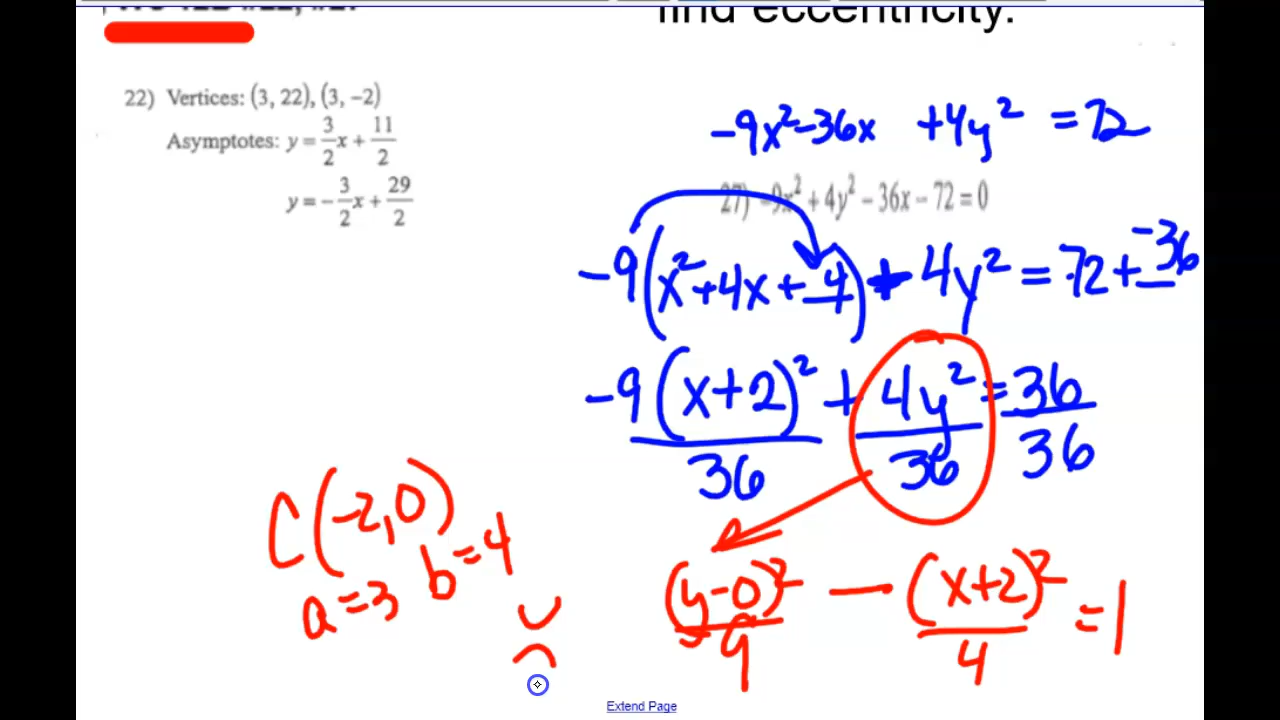 find eccentricity.
22) Vertices: (3, 22), (3, −2)
Asymptotes: y = 3/2 x + 11/2
y = − 3/2 x + 29/2
-9x²-36x +4y² =72
27) −9x² + 4y² − 36x − 72 = 0
-9(x²+4x+4) + 4y² = 72+-36
-9(x+2)²/36 + 4y²/36 = 36/36
C(-2,0)
a=3 b=4
(y-0)²/9 - (x+2)²/4 = 1
Extend Page